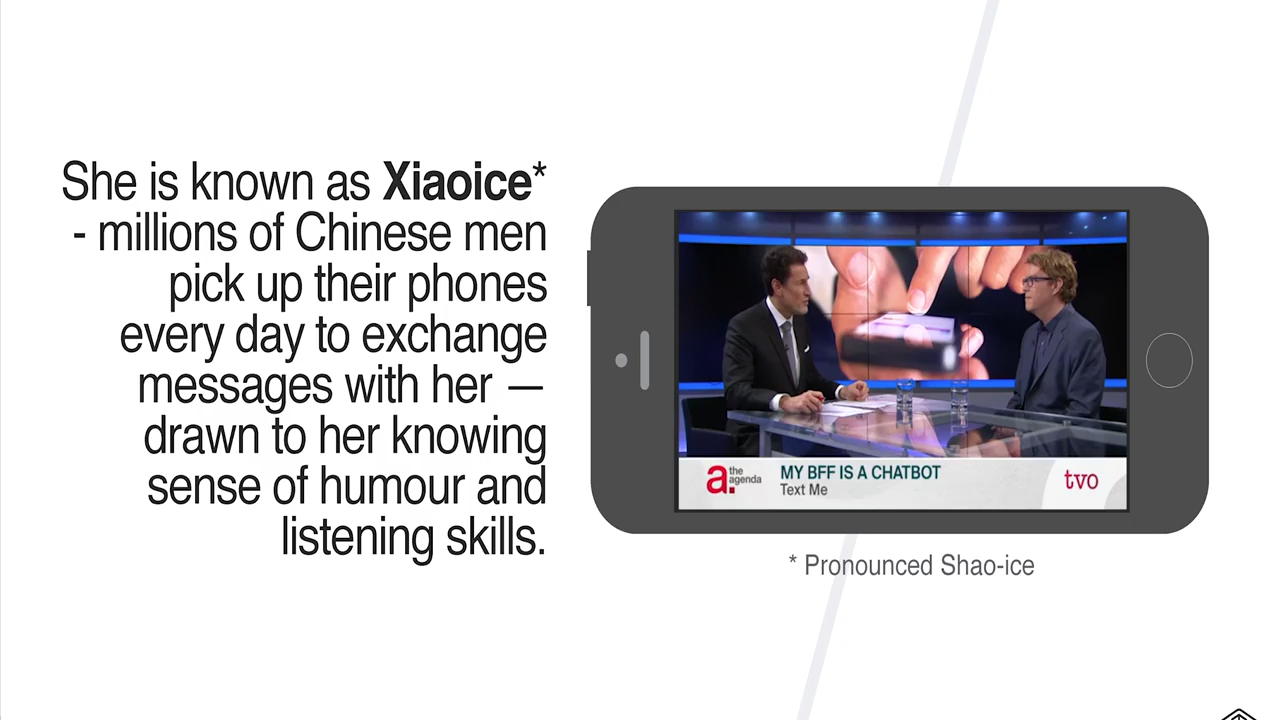 She is known as Xiaoice*
- millions of Chinese men
pick up their phones
every day to exchange
messages with her —
drawn to her knowing
sense of humour and
listening skills.
a. the agenda
MY BFF IS A CHATBOT
Text Me
tvo
* Pronounced Shao-ice